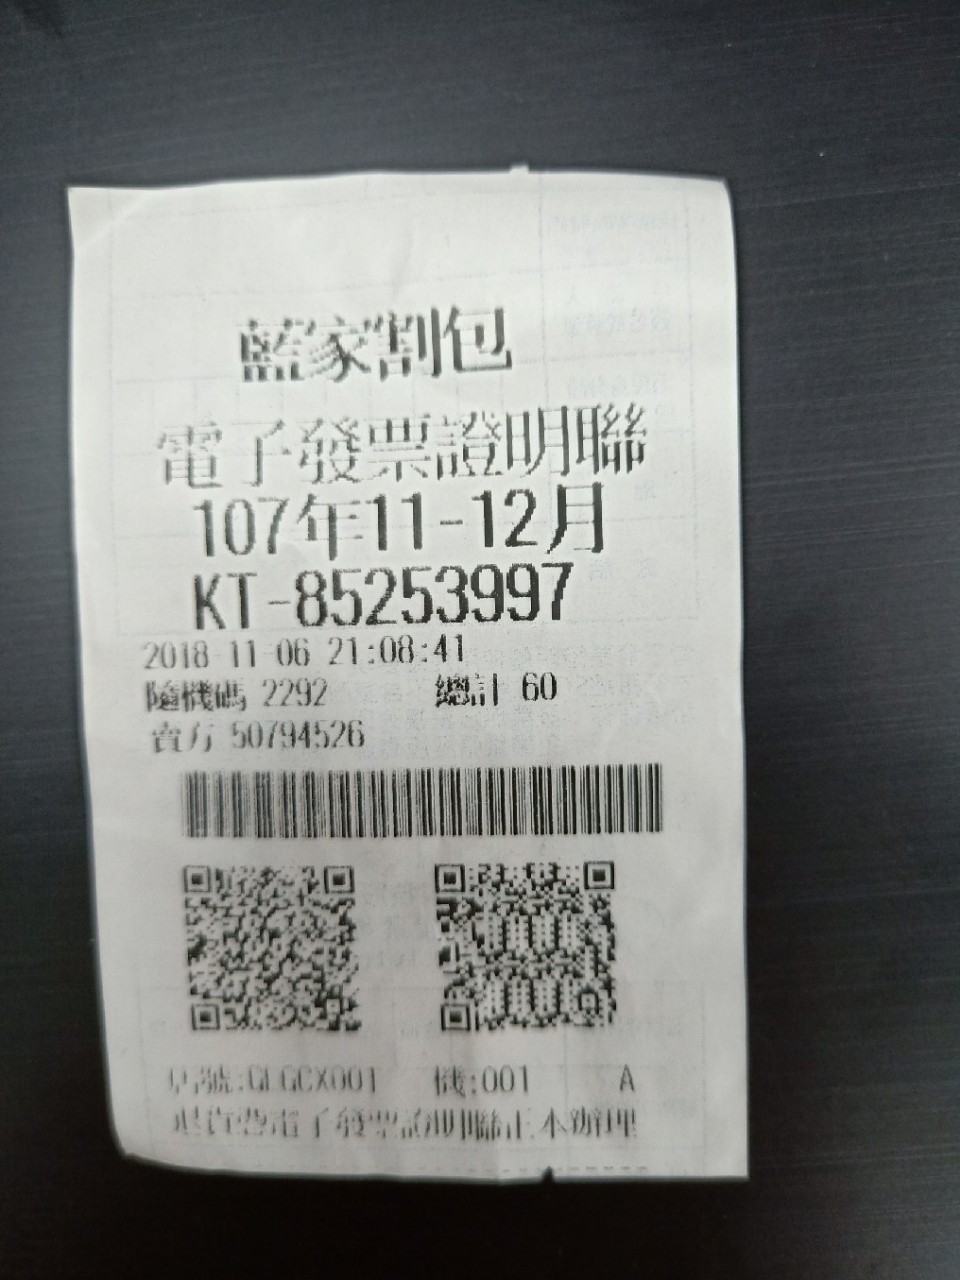 藍家割包
電子發票證明聯
107年11-12月
KT-85253997
2018-11-06 21:08:41
隨機碼 2292 總計 60
賣方 50794526
店號:GLGCX001 機:001 A
退貨憑電子發票證明聯正本辦理